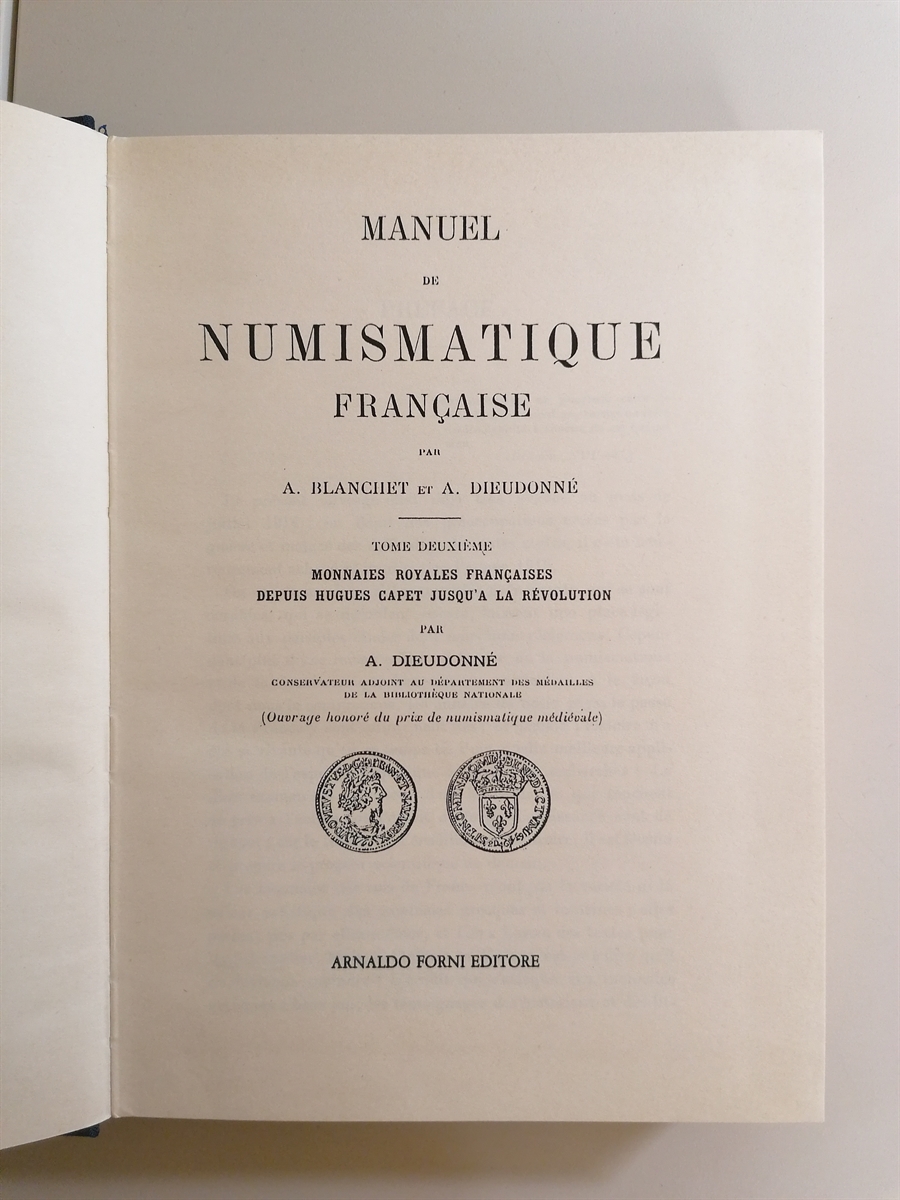 MANUEL
DE
NUMISMATIQUE
FRANÇAISE
PAR
A. BLANCHET ET A. DIEUDONNÉ
TOME DEUXIÈME
MONNAIES ROYALES FRANÇAISES
DEPUIS HUGUES CAPET JUSQU'A LA RÉVOLUTION
PAR
A. DIEUDONNÉ
CONSERVATEUR ADJOINT AU DÉPARTEMENT DES MÉDAILLES
DE LA BIBLIOTHÈQUE NATIONALE
(Ouvrage honoré du prix de numismatique médiévale)
ARNALDO FORNI EDITORE